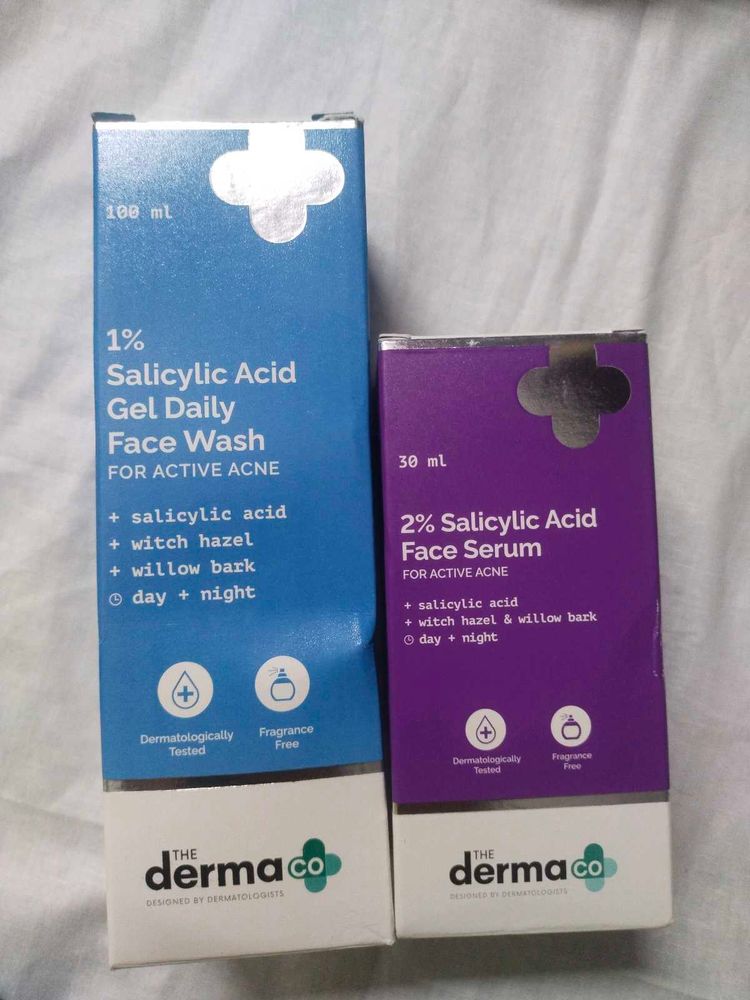 100 ml
1%
Salicylic Acid
Gel Daily
Face Wash
FOR ACTIVE ACNE
+ salicylic acid
+ witch hazel
+ willow bark
day + night
Dermatologically
Tested
Fragrance
Free
THE
derma co
DESIGNED BY DERMATOLOGISTS
30 ml
2% Salicylic Acid
Face Serum
FOR ACTIVE ACNE
+ salicylic acid
+ witch hazel & willow bark
day + night
Dermatologically
Tested
Fragrance
Free
THE
derma co
DESIGNED BY DERMATOLOGISTS